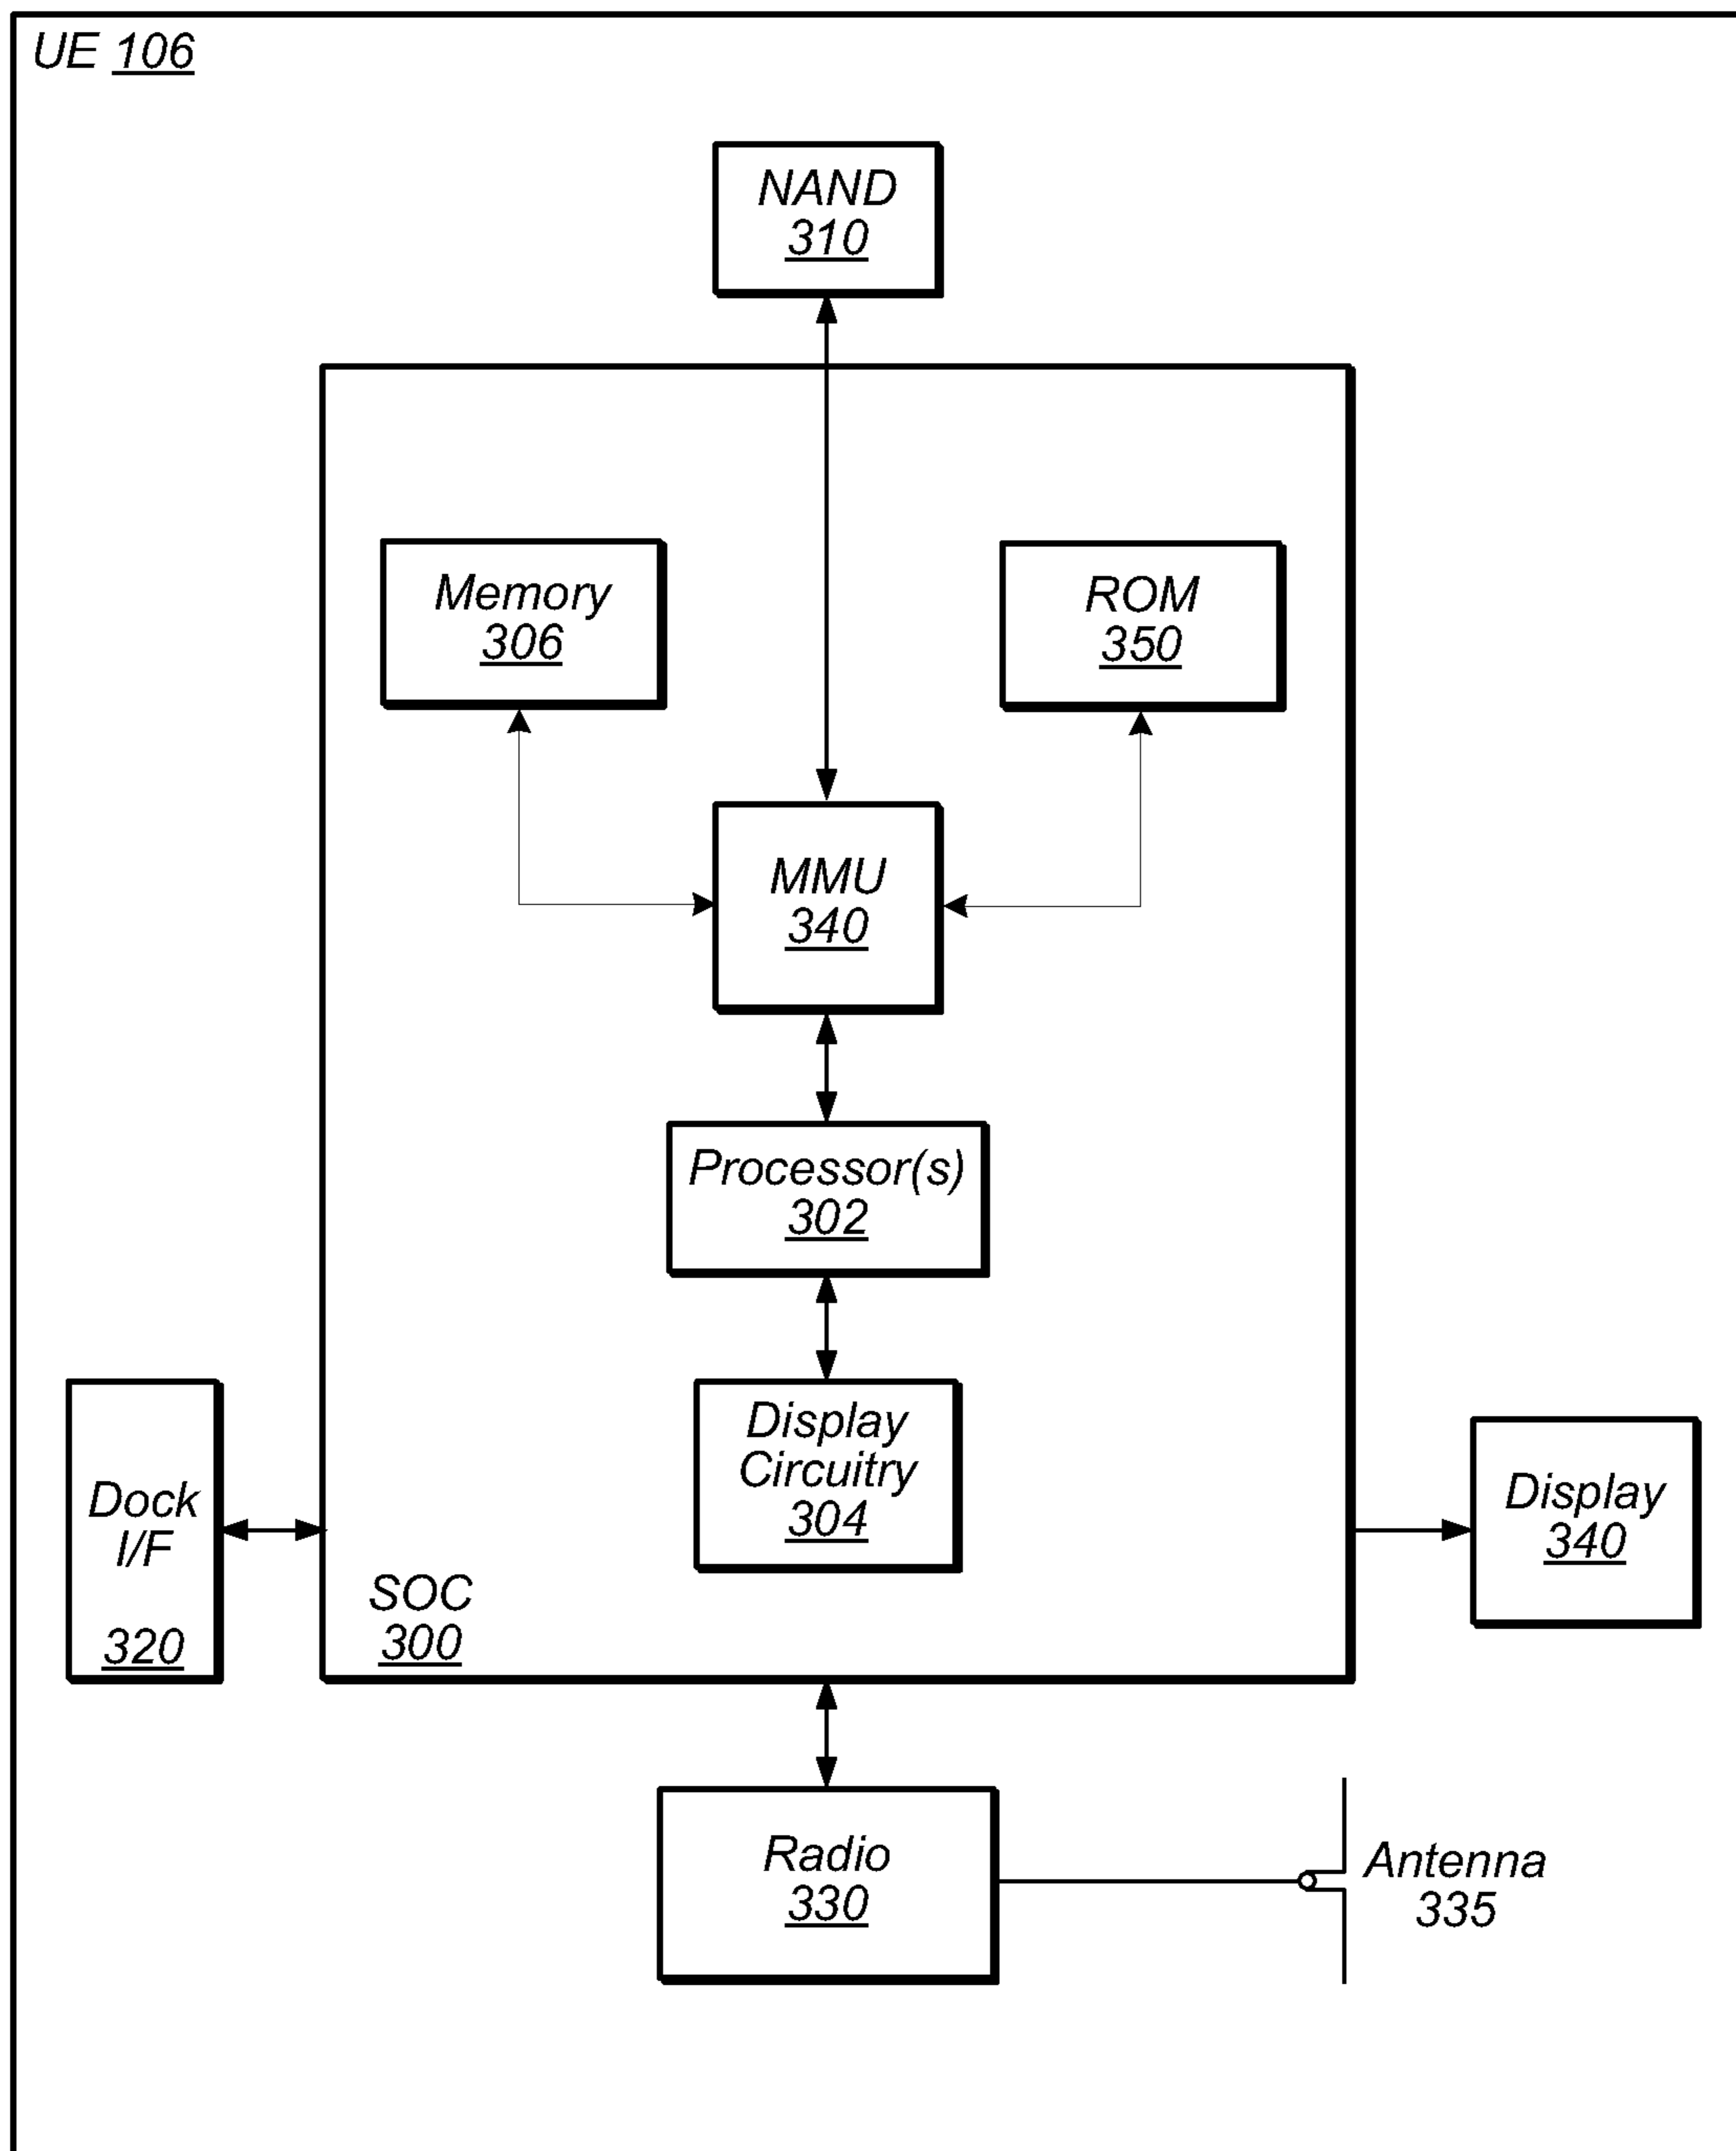 UE 106
NAND
310
Memory
306
ROM
350
MMU
340
Processor(s)
302
Display
Circuitry
304
Dock
I/F
320
SOC
300
Display
340
Radio
330
Antenna
335